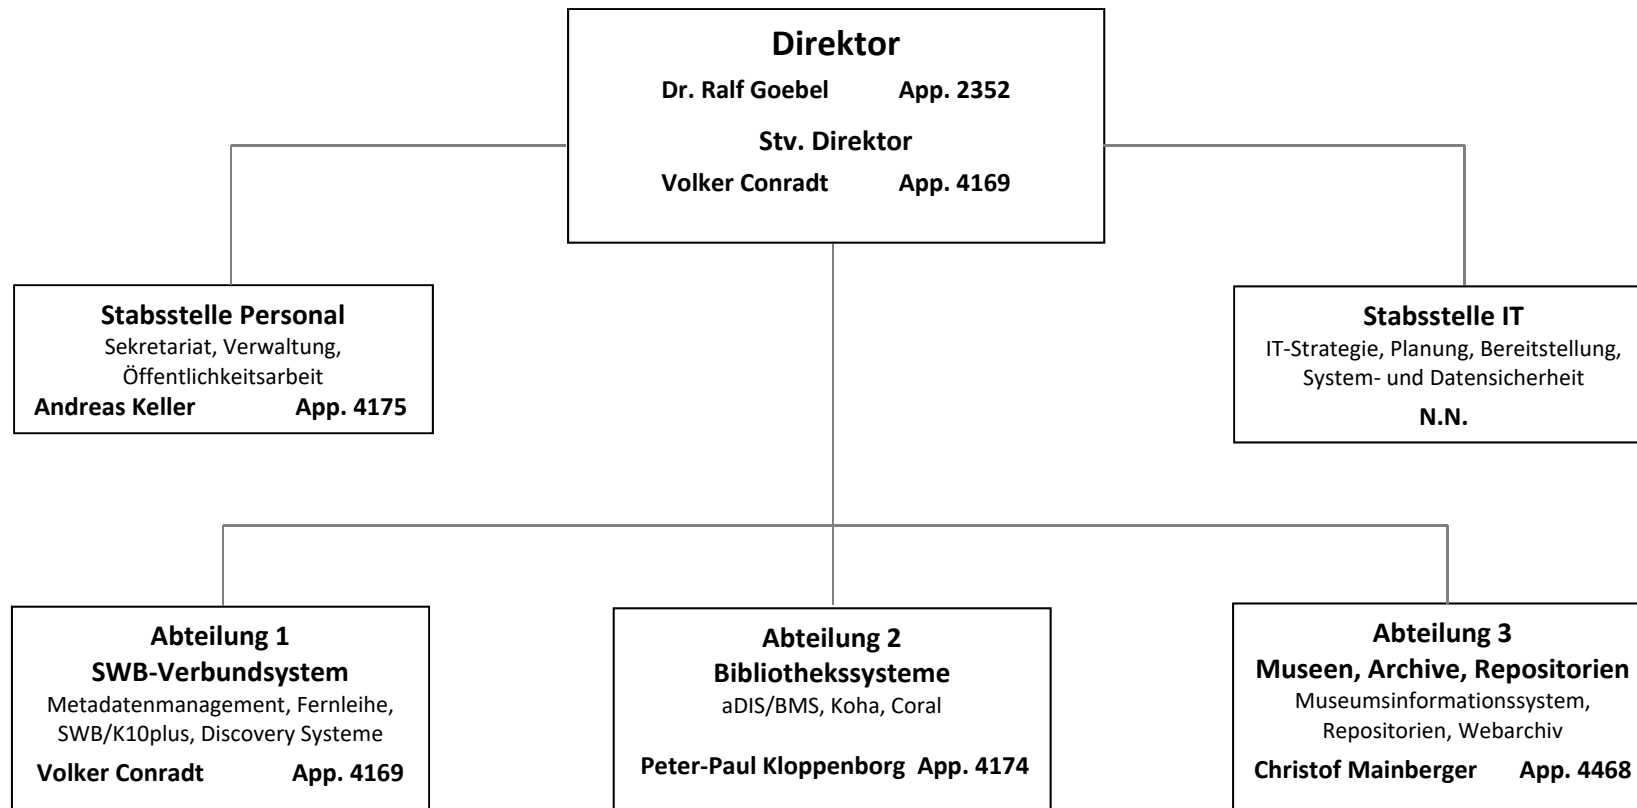 Direktor
Dr. Ralf Goebel App. 2352
Stv. Direktor
Volker Conradt App. 4169
Stabsstelle Personal
Sekretariat, Verwaltung,
Öffentlichkeitsarbeit
Andreas Keller App. 4175
Stabsstelle IT
IT-Strategie, Planung, Bereitstellung,
System- und Datensicherheit
N.N.
Abteilung 1
SWB-Verbundsystem
Metadatenmanagement, Fernleihe,
SWB/K10plus, Discovery Systeme
Volker Conradt App. 4169
Abteilung 2
Bibliothekssysteme
aDIS/BMS, Koha, Coral
Peter-Paul Kloppenborg App. 4174
Abteilung 3
Museen, Archive, Repositorien
Museumsinformationssystem,
Repositorien, Webarchiv
Christof Mainberger App. 4468